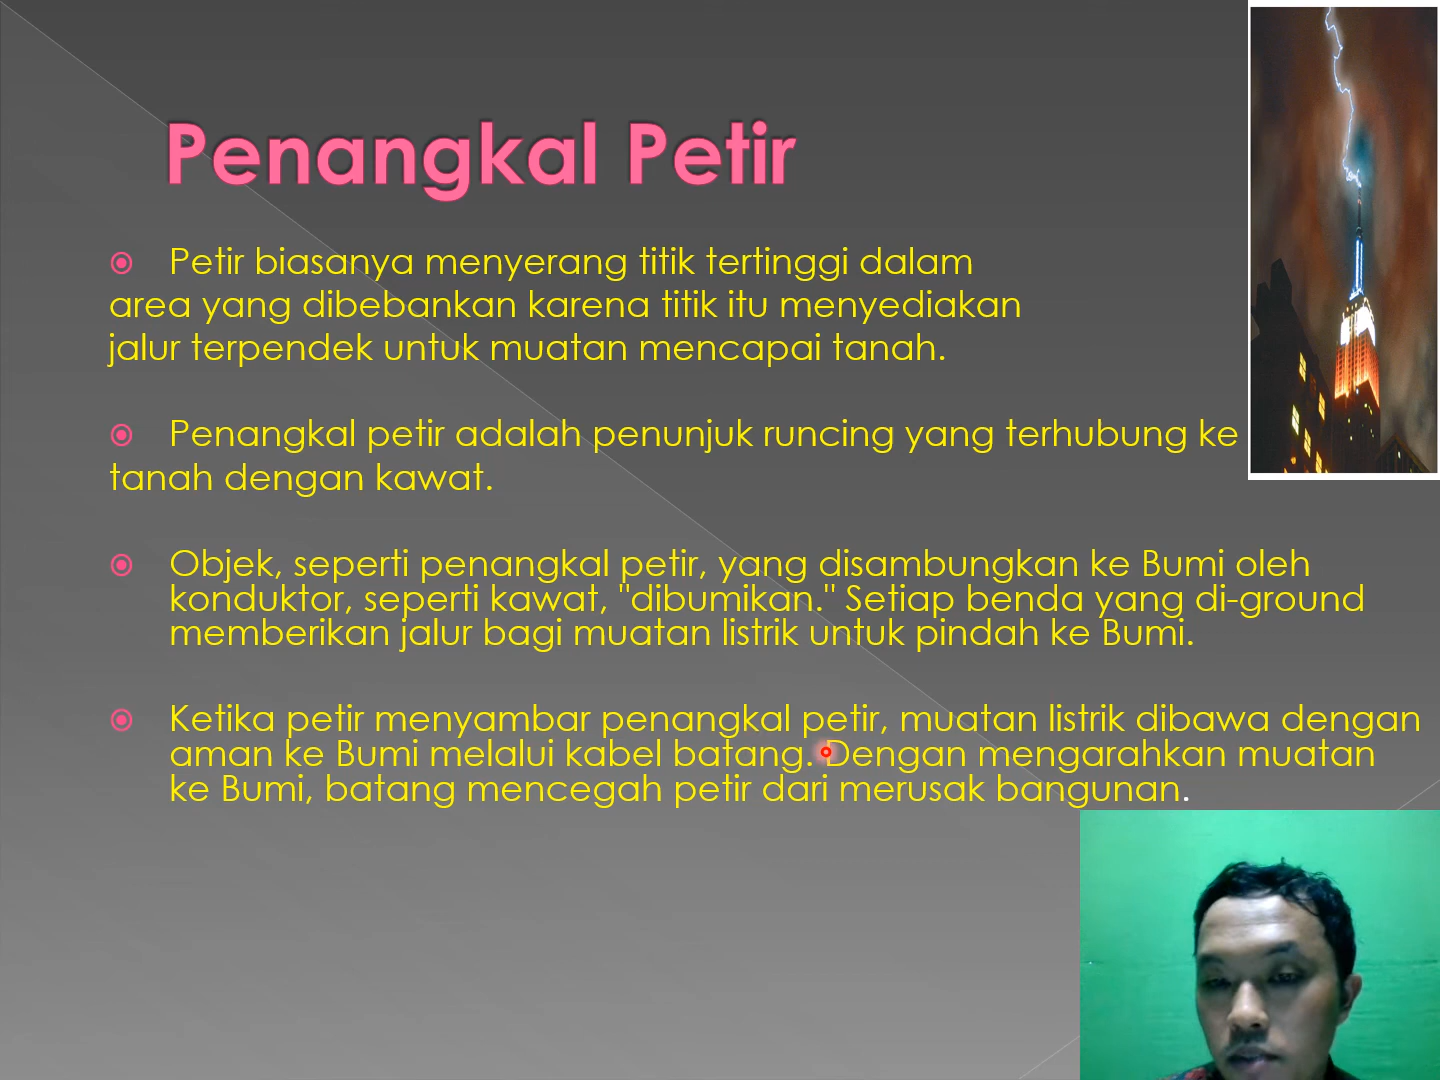 Penangkal Petir
Petir biasanya menyerang titik tertinggi dalam
area yang dibebankan karena titik itu menyediakan
jalur terpendek untuk muatan mencapai tanah.
Penangkal petir adalah penunjuk runcing yang terhubung ke
tanah dengan kawat.
Objek, seperti penangkal petir, yang disambungkan ke Bumi oleh
konduktor, seperti kawat, "dibumikan." Setiap benda yang di-ground
memberikan jalur bagi muatan listrik untuk pindah ke Bumi.
Ketika petir menyambar penangkal petir, muatan listrik dibawa dengan
aman ke Bumi melalui kabel batang. Dengan mengarahkan muatan
ke Bumi, batang mencegah petir dari merusak bangunan.